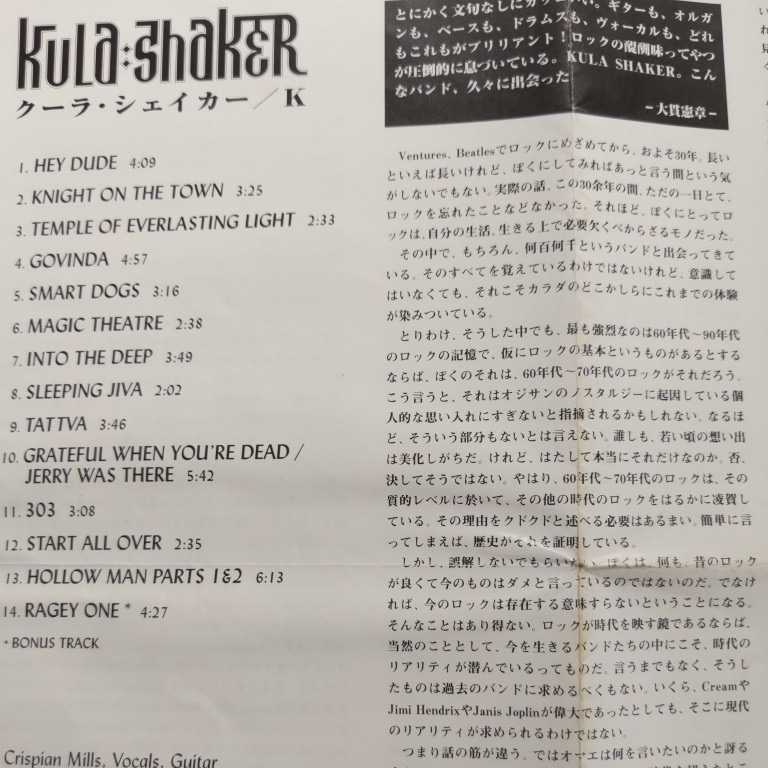 KULA:SHAKER
クーラ・シェイカー／K
1. HEY DUDE 4:09
2. KNIGHT ON THE TOWN 3:25
3. TEMPLE OF EVERLASTING LIGHT 2:33
4. GOVINDA 4:57
5. SMART DOGS 3:16
6. MAGIC THEATRE 2:38
7. INTO THE DEEP 3:49
8. SLEEPING JIVA 2:02
9. TATTVA 3:46
10. GRATEFUL WHEN YOU'RE DEAD /
JERRY WAS THERE 5:42
11. 303 3:08
12. START ALL OVER 2:35
13. HOLLOW MAN PARTS 1&2 6:13
14. RAGEY ONE * 4:27
* BONUS TRACK
Crispian Mills, Vocals, Guitar
とにかく文句なしにカッ い。ギターも、オルガ
ンも、ベースも、ドラムスも、ヴォーカルも、どれ
もこれもがブリリアント！ロックの醍醐味ってやつ
が圧倒的に息づいている。KULA SHAKER。こん
なバンド、久々に出会った
－大貫憲章－
Ventures、Beatlesでロックにめざめてから、およそ30年。長い
といえば長いけれど、ぼくにしてみればあっと言う間という気
がしないでもない。実際の話、この30余年の間、ただの一日とて、
ロックを忘れたことなどなかった。それほど、ぼくにとってロ
ックは、自分の生活、生きる上で必要欠くべからざるモノだった。
その中で、もちろん、何百何千というバンドと出会ってきて
いる。そのすべてを覚えているわけではないけれど、意識して
はいなくても、それこそカラダのどこかしらにこれまでの体験
が染みついている。
とりわけ、そうした中でも、最も強烈なのは60年代〜90年代
のロックの記憶で、仮にロックの基本というものがあるとする
ならば、ぼくのそれは、60年代〜70年代のロックがそれだろう。
こう言うと、それはオジサンのノスタルジーに起因している個
人的な思い入れにすぎないと指摘されるかもしれない。なるほ
ど、そういう部分もないとは言えない。誰しも、若い頃の想い出
は美化しがちだ。けれど、はたして本当にそれだけなのか。否、
決してそうではない。やはり、60年代〜70年代のロックは、その
質的レベルに於いて、その他の時代のロックをはるかに凌賀し
ている。その理由をクドクドと述べる必要はあるまい。簡単に言
ってしまえば、歴史がそれを証明している。
しかし、誤解しないでもらいたい。ぼくは、何も、昔のロック
が良くて今のものはダメと言っているのではないのだ。でなけ
れば、今のロックは存在する意味すらないということになる。
そんなことはあり得ない。ロックが時代を映す鏡であるならば、
当然のこととして、今を生きるバンドたちの中にこそ、時代の
リアリティが潜んでいるってものだ。言うまでもなく、そうし
たものは過去のバンドに求めるべくもない。いくら、Creamや
Jimi HendrixやJanis Joplinが偉大であったとしても、そこに現代
のリアリティが求められるわけではない。
つまり話の筋が違う。ではオーエは何を言いたいのかと訝る